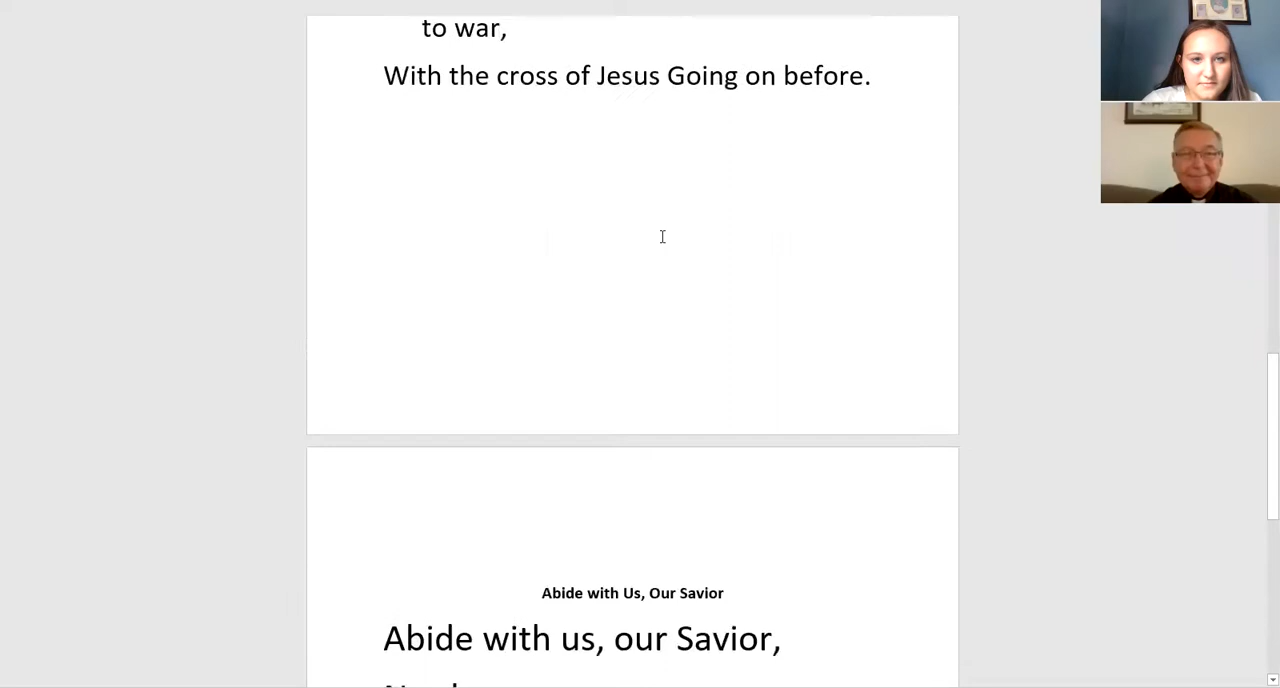 to war,
With the cross of Jesus Going on before.
Abide with Us, Our Savior
Abide with us, our Savior,